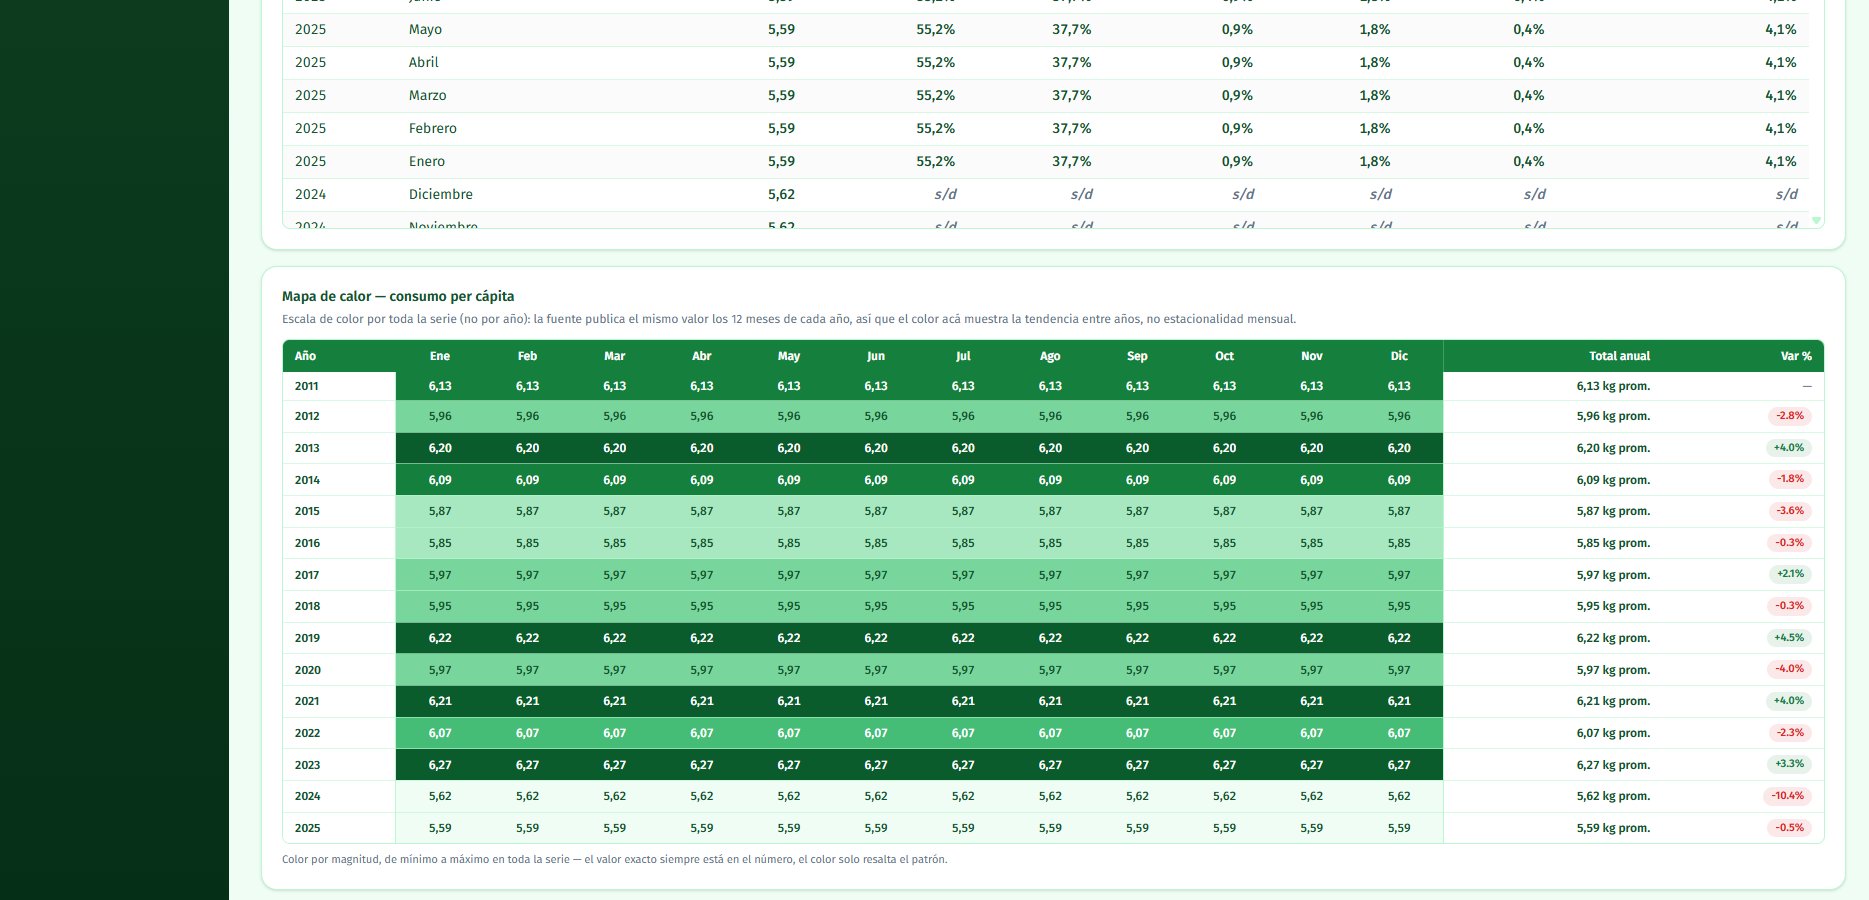 2025 Mayo 5,59 55,2% 37,7% 0,9% 1,8% 0,4% 4,1%
2025 Abril 5,59 55,2% 37,7% 0,9% 1,8% 0,4% 4,1%
2025 Marzo 5,59 55,2% 37,7% 0,9% 1,8% 0,4% 4,1%
2025 Febrero 5,59 55,2% 37,7% 0,9% 1,8% 0,4% 4,1%
2025 Enero 5,59 55,2% 37,7% 0,9% 1,8% 0,4% 4,1%
2024 Diciembre 5,62 s/d s/d s/d s/d s/d s/d
2024 Noviembre 5,62 s/d s/d s/d s/d s/d s/d
Mapa de calor — consumo per cápita
Escala de color por toda la serie (no por año): la fuente publica el mismo valor los 12 meses de cada año, así que el color acá muestra la tendencia entre años, no estacionalidad mensual.
Año Ene Feb Mar Abr May Jun Jul Ago Sep Oct Nov Dic Total anual Var %
2011 6,13 6,13 6,13 6,13 6,13 6,13 6,13 6,13 6,13 6,13 6,13 6,13 6,13 kg prom. —
2012 5,96 5,96 5,96 5,96 5,96 5,96 5,96 5,96 5,96 5,96 5,96 5,96 5,96 kg prom. -2.8%
2013 6,20 6,20 6,20 6,20 6,20 6,20 6,20 6,20 6,20 6,20 6,20 6,20 6,20 kg prom. +4.0%
2014 6,09 6,09 6,09 6,09 6,09 6,09 6,09 6,09 6,09 6,09 6,09 6,09 6,09 kg prom. -1.8%
2015 5,87 5,87 5,87 5,87 5,87 5,87 5,87 5,87 5,87 5,87 5,87 5,87 5,87 kg prom. -3.6%
2016 5,85 5,85 5,85 5,85 5,85 5,85 5,85 5,85 5,85 5,85 5,85 5,85 5,85 kg prom. -0.3%
2017 5,97 5,97 5,97 5,97 5,97 5,97 5,97 5,97 5,97 5,97 5,97 5,97 5,97 kg prom. +2.1%
2018 5,95 5,95 5,95 5,95 5,95 5,95 5,95 5,95 5,95 5,95 5,95 5,95 5,95 kg prom. -0.3%
2019 6,22 6,22 6,22 6,22 6,22 6,22 6,22 6,22 6,22 6,22 6,22 6,22 6,22 kg prom. +4.5%
2020 5,97 5,97 5,97 5,97 5,97 5,97 5,97 5,97 5,97 5,97 5,97 5,97 5,97 kg prom. -4.0%
2021 6,21 6,21 6,21 6,21 6,21 6,21 6,21 6,21 6,21 6,21 6,21 6,21 6,21 kg prom. +4.0%
2022 6,07 6,07 6,07 6,07 6,07 6,07 6,07 6,07 6,07 6,07 6,07 6,07 6,07 kg prom. -2.3%
2023 6,27 6,27 6,27 6,27 6,27 6,27 6,27 6,27 6,27 6,27 6,27 6,27 6,27 kg prom. +3.3%
2024 5,62 5,62 5,62 5,62 5,62 5,62 5,62 5,62 5,62 5,62 5,62 5,62 5,62 kg prom. -10.4%
2025 5,59 5,59 5,59 5,59 5,59 5,59 5,59 5,59 5,59 5,59 5,59 5,59 5,59 kg prom. -0.5%
Color por magnitud, de mínimo a máximo en toda la serie — el valor exacto siempre está en el número, el color solo resalta el patrón.